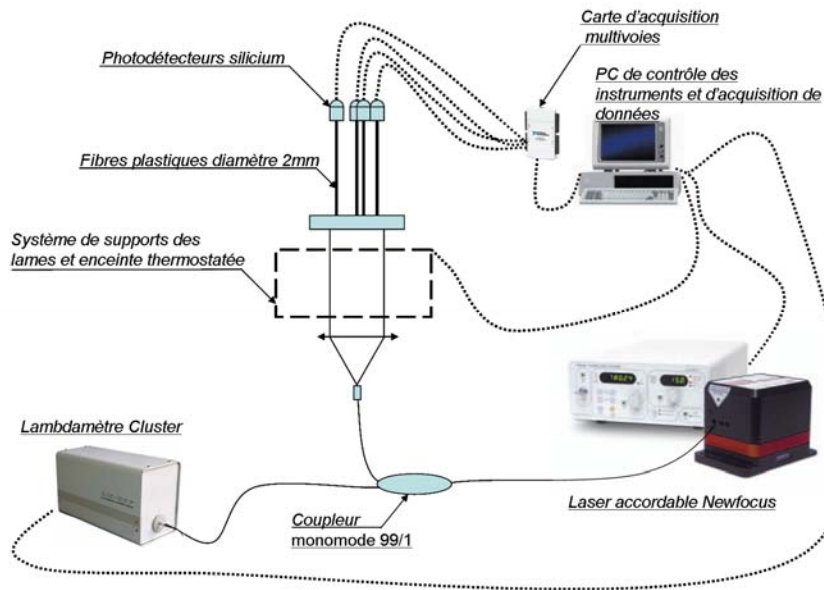 Carte d'acquisition
multivoies
Photodétecteurs silicium
PC de contrôle des
instruments et d'acquisition de
données
Fibres plastiques diamètre 2mm
Système de supports des
lames et enceinte thermostatée
Lambdamètre Cluster
Coupleur
monomode 99/1
Laser accordable Newfocus